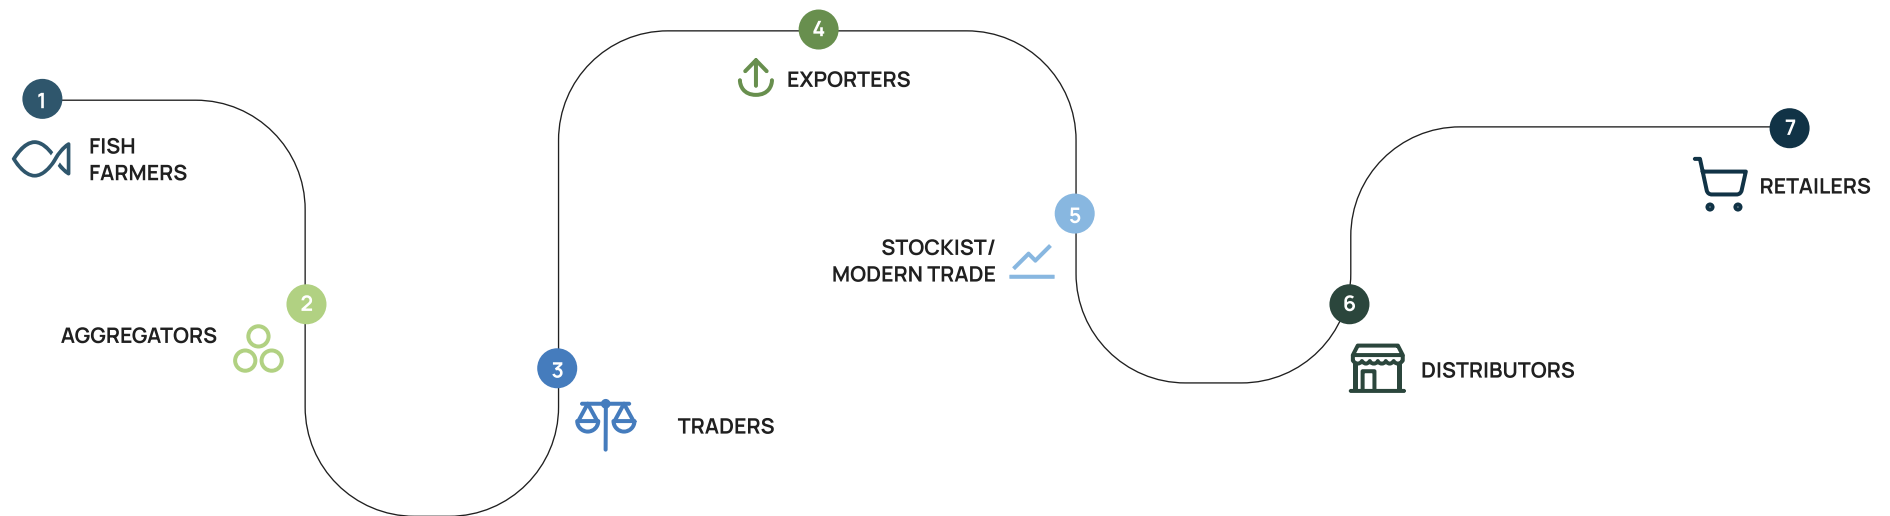 1
FISH
FARMERS
2
AGGREGATORS
3
TRADERS
4
EXPORTERS
5
STOCKIST/
MODERN TRADE
6
DISTRIBUTORS
7
RETAILERS